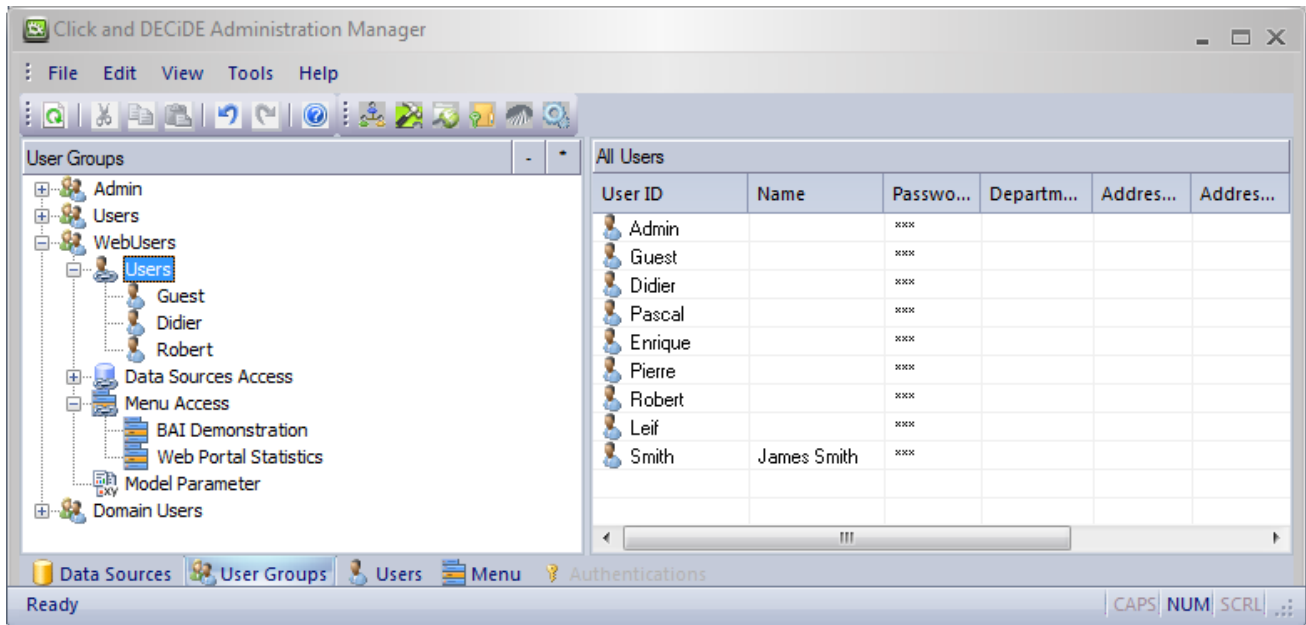 Click and DECiDE Administration Manager
File Edit View Tools Help
User Groups - * All Users
User ID Name Passwo... Departm... Addres... Addres...
Admin
Users
WebUsers
Users
Guest
Didier
Robert
Data Sources Access
Menu Access
BAI Demonstration
Web Portal Statistics
Model Parameter
Domain Users
Admin ***
Guest ***
Didier ***
Pascal ***
Enrique ***
Pierre ***
Robert ***
Leif ***
Smith James Smith ***
Data Sources User Groups Users Menu Authentications
Ready CAPS NUM SCRL